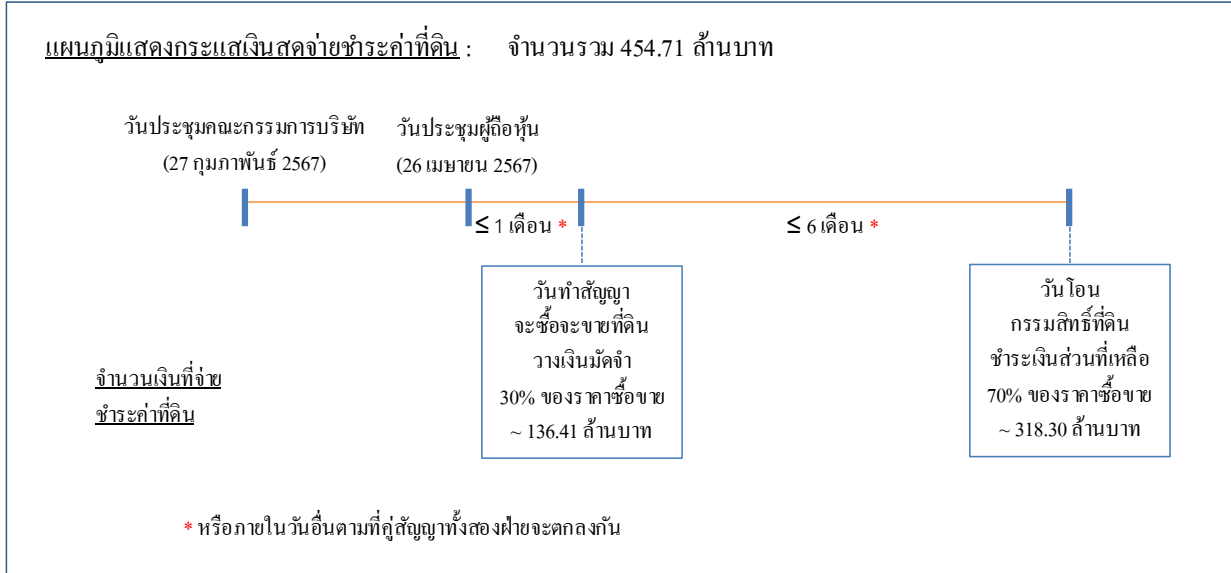 แผนภูมิแสดงกระแสเงินสดจ่ายชำระค่าที่ดิน : จำนวนรวม 454.71 ล้านบาท
วันประชุมคณะกรรมการบริษัท
(27 กุมภาพันธ์ 2567)
วันประชุมผู้ถือหุ้น
(26 เมษายน 2567)
≤ 1 เดือน *
≤ 6 เดือน *
วันทำสัญญา
จะซื้อจะขายที่ดิน
วางเงินมัดจำ
30% ของราคาซื้อขาย
~ 136.41 ล้านบาท
วันโอน
กรรมสิทธิ์ที่ดิน
ชำระเงินส่วนที่เหลือ
70% ของราคาซื้อขาย
~ 318.30 ล้านบาท
จำนวนเงินที่จ่าย
ชำระค่าที่ดิน
* หรือภายในวันอื่นตามที่คู่สัญญาทั้งสองฝ่ายจะตกลงกัน